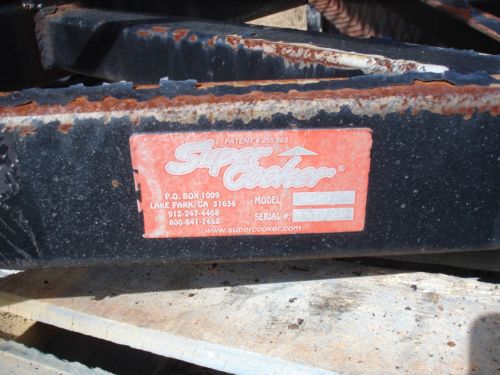 PATENT # 255,803
Super
Cooker®
P.O. BOX 1009
LAKE PARK, GA 31636
912-247-4468
800-841-7452
MODEL
SERIAL #
www.supercooker.com